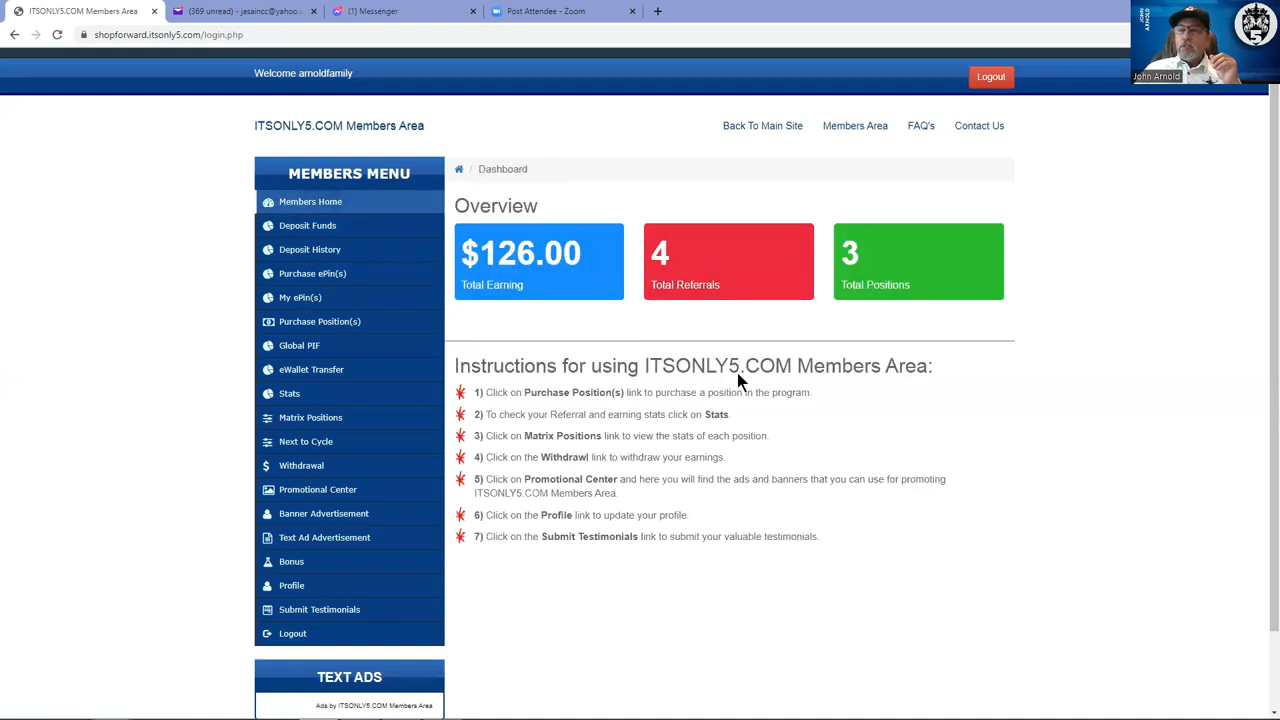 ITSONLY5.COM Members Area
(369 unread) - jasaincc@yahoo.
(1) Messenger
Post Attendee - Zoom
shopforward.itsonly5.com/login.php
JOHN ARNOLD
5
John Arnold
Welcome arnoldfamily
Logout
ITSONLY5.COM Members Area
Back To Main Site
Members Area
FAQ's
Contact Us
MEMBERS MENU
Members Home
Deposit Funds
Deposit History
Purchase ePin(s)
My ePin(s)
Purchase Position(s)
Global PIF
eWallet Transfer
Stats
Matrix Positions
Next to Cycle
Withdrawal
Promotional Center
Banner Advertisement
Text Ad Advertisement
Bonus
Profile
Submit Testimonials
Logout
TEXT ADS
Ads by ITSONLY5.COM Members Area
/ Dashboard
Overview
$126.00
Total Earning
4
Total Referrals
3
Total Positions
Instructions for using ITSONLY5.COM Members Area:
1) Click on Purchase Position(s) link to purchase a position in the program.
2) To check your Referral and earning stats click on Stats.
3) Click on Matrix Positions link to view the stats of each position.
4) Click on the Withdrawl link to withdraw your earnings.
5) Click on Promotional Center and here you will find the ads and banners that you can use for promoting
ITSONLY5.COM Members Area.
6) Click on the Profile link to update your profile.
7) Click on the Submit Testimonials link to submit your valuable testimonials.